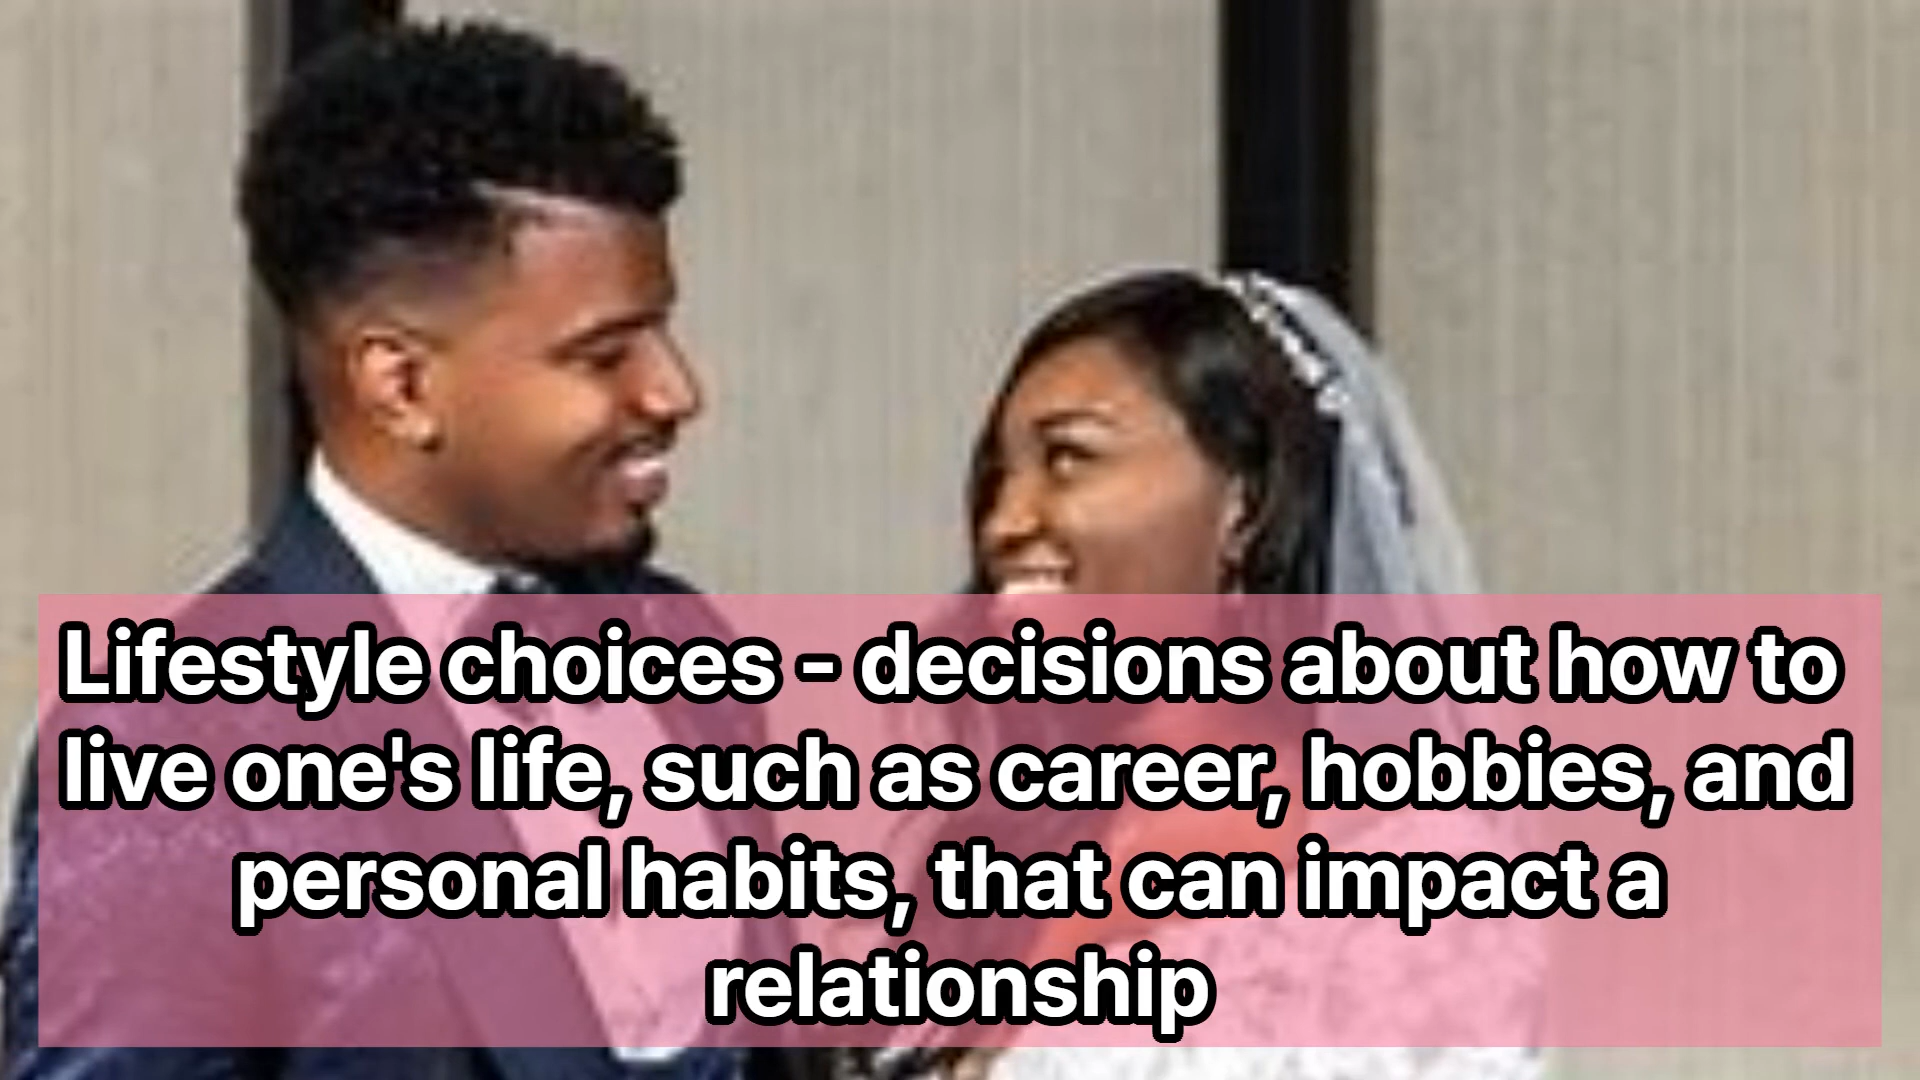 Lifestyle choices - decisions about how to
live one's life, such as career, hobbies, and
personal habits, that can impact a
relationship